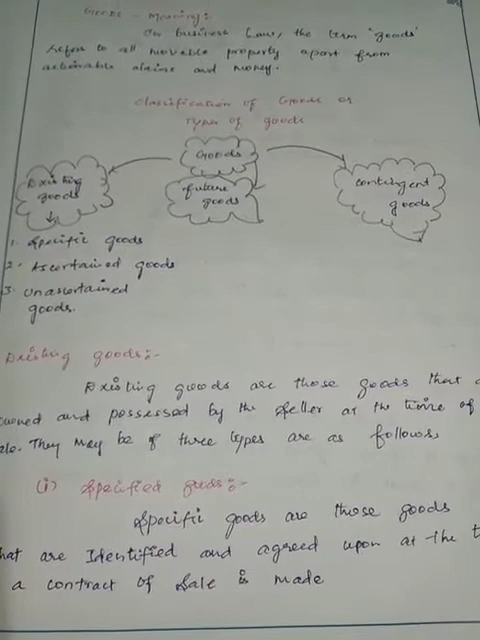 Goods - Meaning:
In business law, the term 'goods'
refers to all movable property apart from
actionable claims and money.
Classification of Goods or
Types of goods
Goods
Existing
goods
future
goods
contingent
goods
1. Specific goods
2. Ascertained goods
3. Unascertained
goods.
Existing goods:-
Existing goods are those goods that
owned and possessed by the seller at the time of
They may be of three types are as follows,
(i) Specified goods:-
Specific goods are those goods
that are Identified and agreed upon at the
a contract of Sale is made